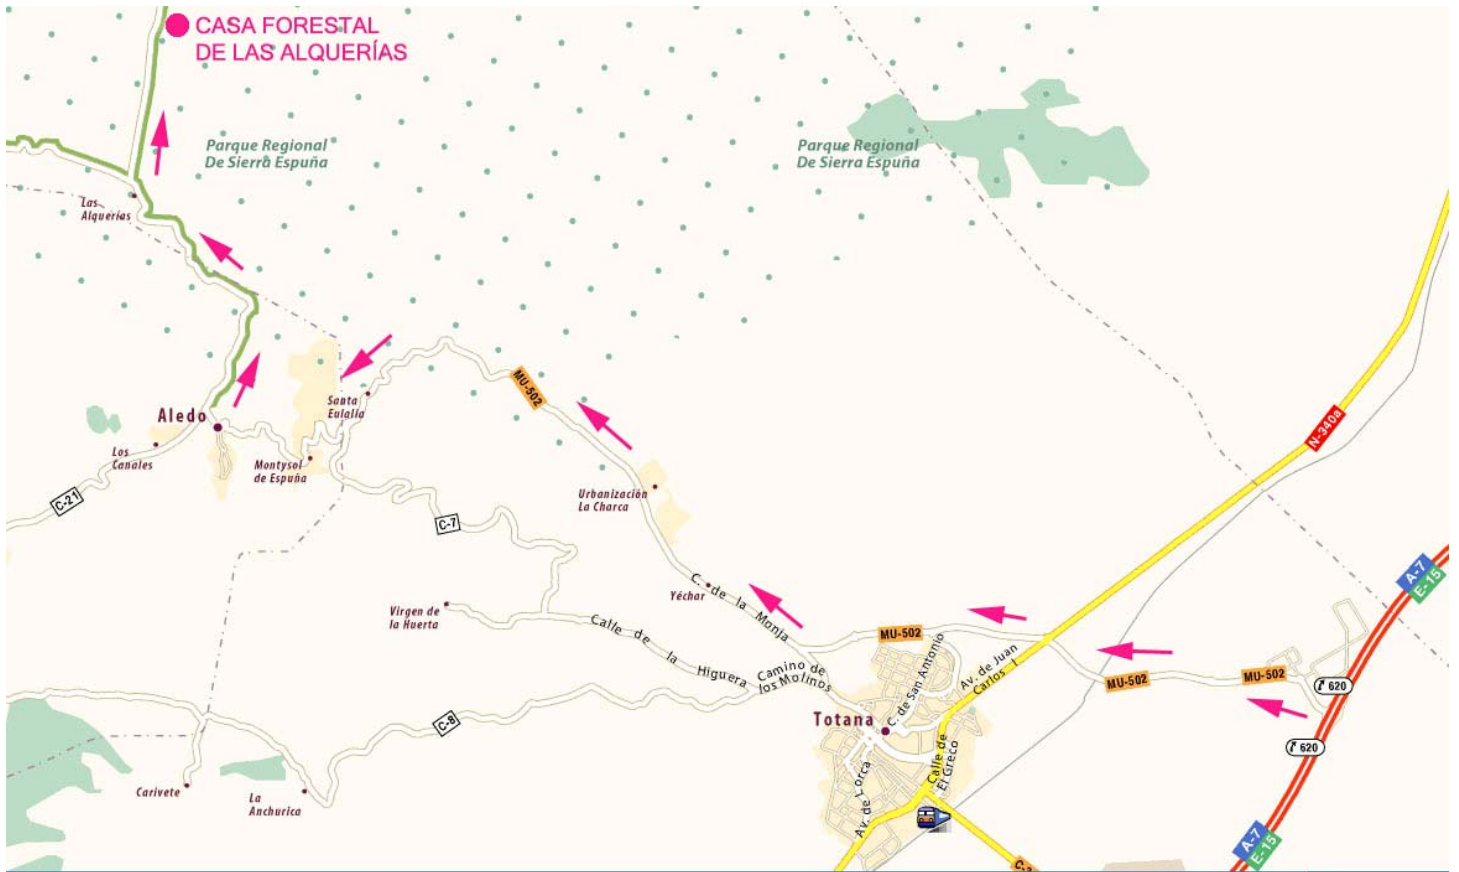 CASA FORESTAL
DE LAS ALQUERÍAS
Parque Regional
De Sierra Espuña
Parque Regional
De Sierra Espuña
Las
Alquerías
Santa
Eulalia
MU-502
Aledo
N-340a
Los
Canales
Montysol
de Espuña
Urbanización
La Charca
C-21
C-7
A-7
E-15
Yéchar
C. de la Monja
Virgen de
la Huerta
Calle de la Higuera
MU-502
Camino de
los Molinos
C. de San Antonio
Av. de Juan
Carlos I
MU-502
MU-502
620
Totana
C-8
620
Calle de
El Greco
Av. de Lorca
Carivete
La
Anchurica
A-7
E-15